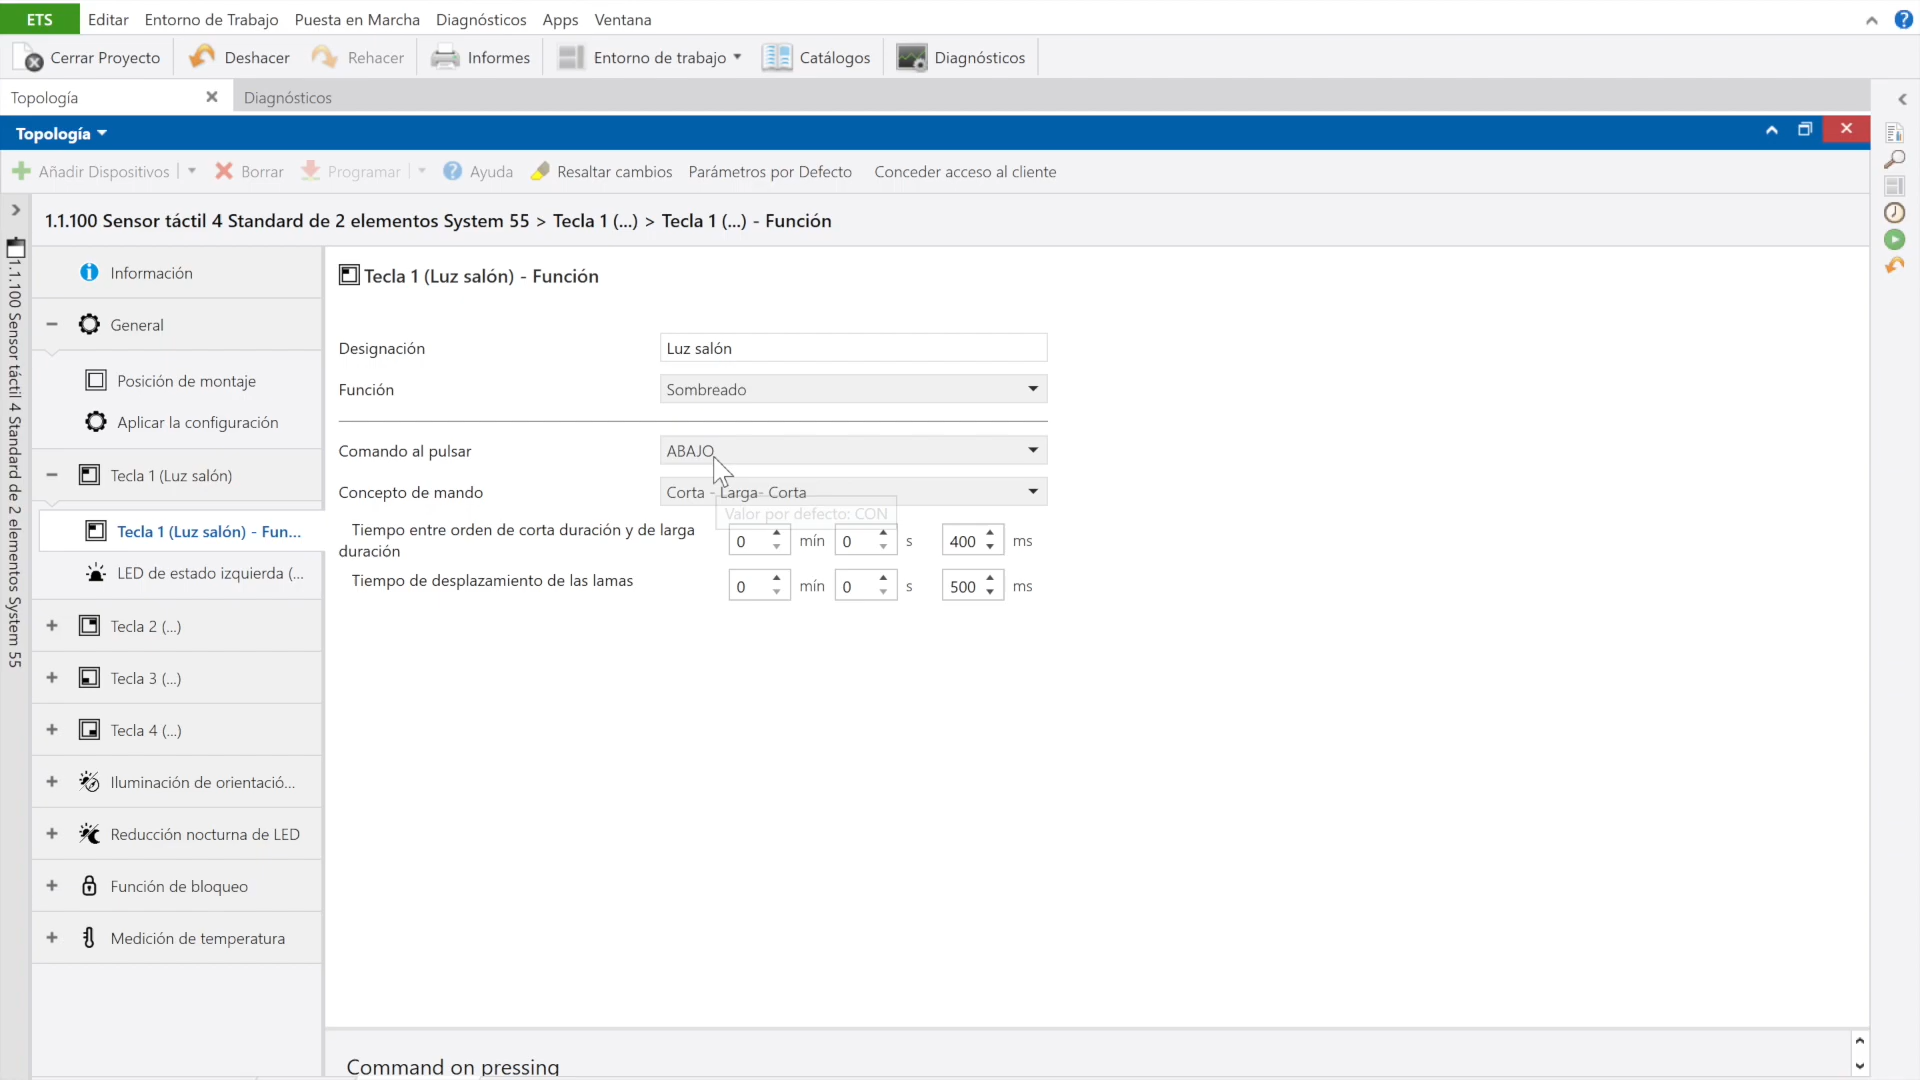 ETS Editar Entorno de Trabajo Puesta en Marcha Diagnósticos Apps Ventana
Cerrar Proyecto Deshacer Rehacer Informes Entorno de trabajo Catálogos Diagnósticos
Topología Diagnósticos
Topología
Añadir Dispositivos Borrar Programar Ayuda Resaltar cambios Parámetros por Defecto Conceder acceso al cliente
1.1.100 Sensor táctil 4 Standard de 2 elementos System 55 > Tecla 1 (...) > Tecla 1 (...) - Función
1.1.100 Sensor táctil 4 Standard de 2 elementos System 55
Información
General
Posición de montaje
Aplicar la configuración
Tecla 1 (Luz salón)
Tecla 1 (Luz salón) - Fun...
LED de estado izquierda (...
Tecla 2 (...)
Tecla 3 (...)
Tecla 4 (...)
Iluminación de orientació...
Reducción nocturna de LED
Función de bloqueo
Medición de temperatura
Tecla 1 (Luz salón) - Función
Designación Luz salón
Función Sombreado
Comando al pulsar ABAJO
Concepto de mando Corta - Larga- Corta
Valor por defecto: CON
Tiempo entre orden de corta duración y de larga
duración 0 mín 0 s 400 ms
Tiempo de desplazamiento de las lamas 0 mín 0 s 500 ms
Command on pressing